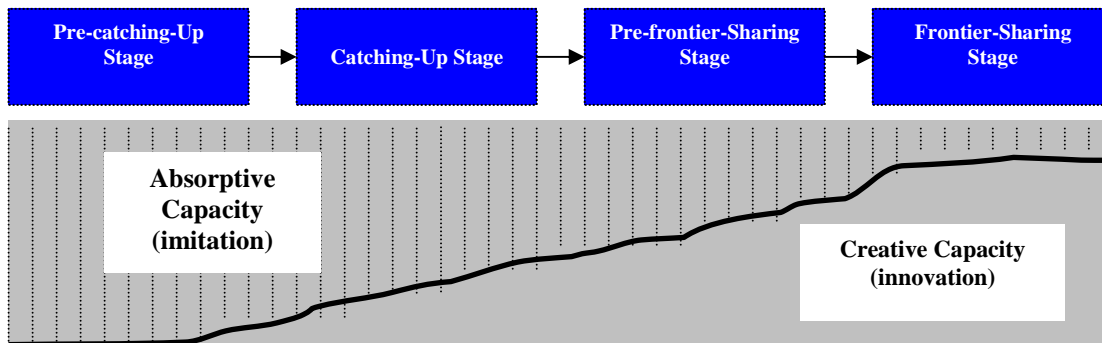 Pre-catching-Up
Stage
Catching-Up Stage
Pre-frontier-Sharing
Stage
Frontier-Sharing
Stage
Absorptive
Capacity
(imitation)
Creative Capacity
(innovation)